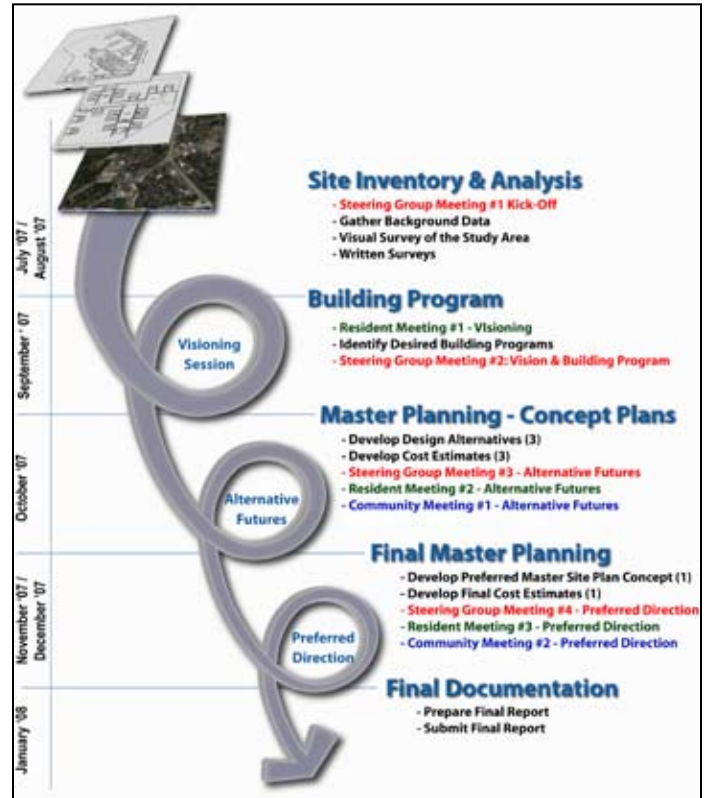 July '07 /
August '07
Site Inventory & Analysis
- Steering Group Meeting #1 Kick-Off
- Gather Background Data
- Visual Survey of the Study Area
- Written Surveys
September ' 07
Visioning
Session
Building Program
- Resident Meeting #1 - Visioning
- Identify Desired Building Programs
- Steering Group Meeting #2: Vision & Building Program
October '07
Alternative
Futures
Master Planning - Concept Plans
- Develop Design Alternatives (3)
- Develop Cost Estimates (3)
- Steering Group Meeting #3 - Alternative Futures
- Resident Meeting #2 - Alternative Futures
- Community Meeting #1 - Alternative Futures
November '07 /
December '07
Preferred
Direction
Final Master Planning
- Develop Preferred Master Site Plan Concept (1)
- Develop Final Cost Estimates (1)
- Steering Group Meeting #4 - Preferred Direction
- Resident Meeting #3 - Preferred Direction
- Community Meeting #2 - Preferred Direction
January '08
Final Documentation
- Prepare Final Report
- Submit Final Report